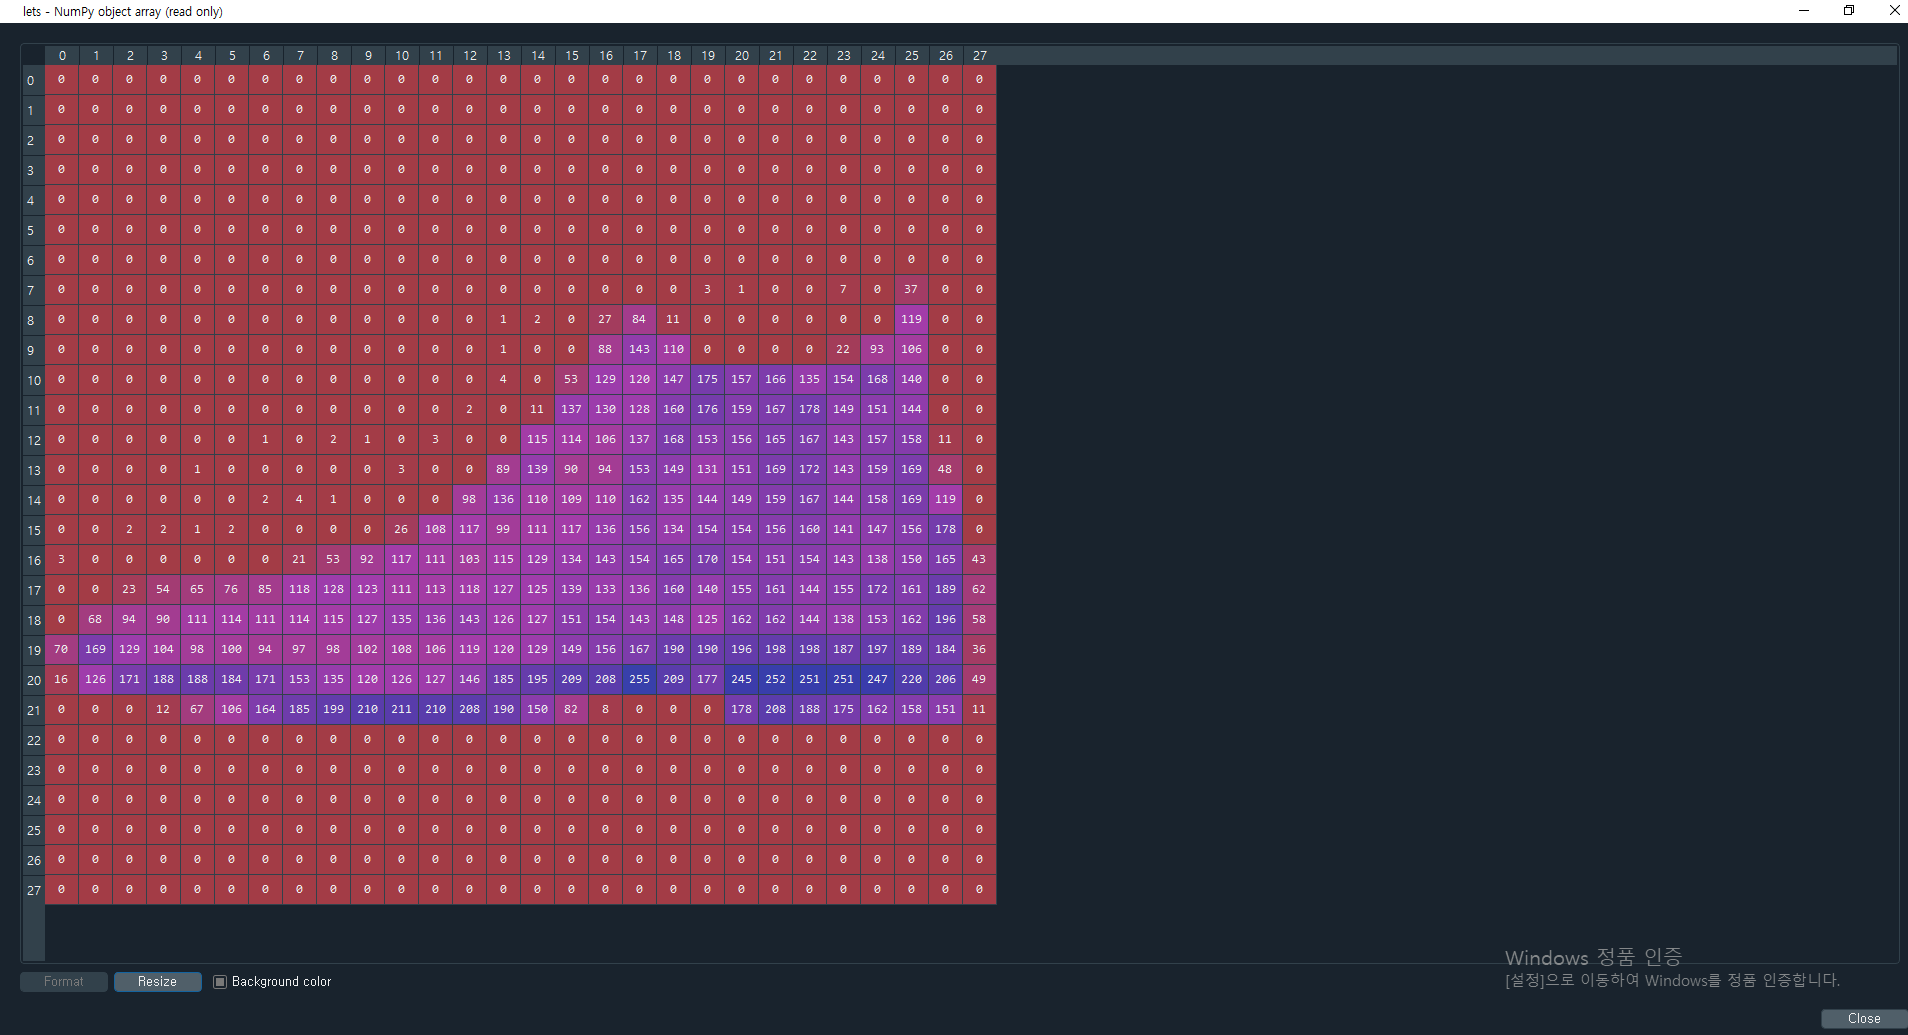 lets - NumPy object array (read only)
0 1 2 3 4 5 6 7 8 9 10 11 12 13 14 15 16 17 18 19 20 21 22 23 24 25 26 27
0 0 0 0 0 0 0 0 0 0 0 0 0 0 0 0 0 0 0 0 0 0 0 0 0 0 0 0 0
1 0 0 0 0 0 0 0 0 0 0 0 0 0 0 0 0 0 0 0 0 0 0 0 0 0 0 0 0
2 0 0 0 0 0 0 0 0 0 0 0 0 0 0 0 0 0 0 0 0 0 0 0 0 0 0 0 0
3 0 0 0 0 0 0 0 0 0 0 0 0 0 0 0 0 0 0 0 0 0 0 0 0 0 0 0 0
4 0 0 0 0 0 0 0 0 0 0 0 0 0 0 0 0 0 0 0 0 0 0 0 0 0 0 0 0
5 0 0 0 0 0 0 0 0 0 0 0 0 0 0 0 0 0 0 0 0 0 0 0 0 0 0 0 0
6 0 0 0 0 0 0 0 0 0 0 0 0 0 0 0 0 0 0 0 0 0 0 0 0 0 0 0 0
7 0 0 0 0 0 0 0 0 0 0 0 0 0 0 0 0 0 0 0 3 1 0 0 7 0 37 0 0
8 0 0 0 0 0 0 0 0 0 0 0 0 0 1 2 0 27 84 11 0 0 0 0 0 0 119 0 0
9 0 0 0 0 0 0 0 0 0 0 0 0 0 1 0 0 88 143 110 0 0 0 0 22 93 106 0 0
10 0 0 0 0 0 0 0 0 0 0 0 0 0 4 0 53 129 120 147 175 157 166 135 154 168 140 0 0
11 0 0 0 0 0 0 0 0 0 0 0 0 2 0 11 137 130 128 160 176 159 167 178 149 151 144 0 0
12 0 0 0 0 0 0 1 0 2 1 0 3 0 0 115 114 106 137 168 153 156 165 167 143 157 158 11 0
13 0 0 0 0 1 0 0 0 0 0 3 0 0 89 139 90 94 153 149 131 151 169 172 143 159 169 48 0
14 0 0 0 0 0 0 2 4 1 0 0 0 98 136 110 109 110 162 135 144 149 159 167 144 158 169 119 0
15 0 0 2 2 1 2 0 0 0 0 26 108 117 99 111 117 136 156 134 154 154 156 160 141 147 156 178 0
16 3 0 0 0 0 0 0 21 53 92 117 111 103 115 129 134 143 154 165 170 154 151 154 143 138 150 165 43
17 0 0 23 54 65 76 85 118 128 123 111 113 118 127 125 139 133 136 160 140 155 161 144 155 172 161 189 62
18 0 68 94 90 111 114 111 114 115 127 135 136 143 126 127 151 154 143 148 125 162 162 144 138 153 162 196 58
19 70 169 129 104 98 100 94 97 98 102 108 106 119 120 129 149 156 167 190 190 196 198 198 187 197 189 184 36
20 16 126 171 188 188 184 171 153 135 120 126 127 146 185 195 209 208 255 209 177 245 252 251 251 247 220 206 49
21 0 0 0 12 67 106 164 185 199 210 211 210 208 190 150 82 8 0 0 0 178 208 188 175 162 158 151 11
22 0 0 0 0 0 0 0 0 0 0 0 0 0 0 0 0 0 0 0 0 0 0 0 0 0 0 0 0
23 0 0 0 0 0 0 0 0 0 0 0 0 0 0 0 0 0 0 0 0 0 0 0 0 0 0 0 0
24 0 0 0 0 0 0 0 0 0 0 0 0 0 0 0 0 0 0 0 0 0 0 0 0 0 0 0 0
25 0 0 0 0 0 0 0 0 0 0 0 0 0 0 0 0 0 0 0 0 0 0 0 0 0 0 0 0
26 0 0 0 0 0 0 0 0 0 0 0 0 0 0 0 0 0 0 0 0 0 0 0 0 0 0 0 0
27 0 0 0 0 0 0 0 0 0 0 0 0 0 0 0 0 0 0 0 0 0 0 0 0 0 0 0 0
Windows 정품 인증
[설정]으로 이동하여 Windows를 정품 인증합니다.
Format Resize Background color
Close